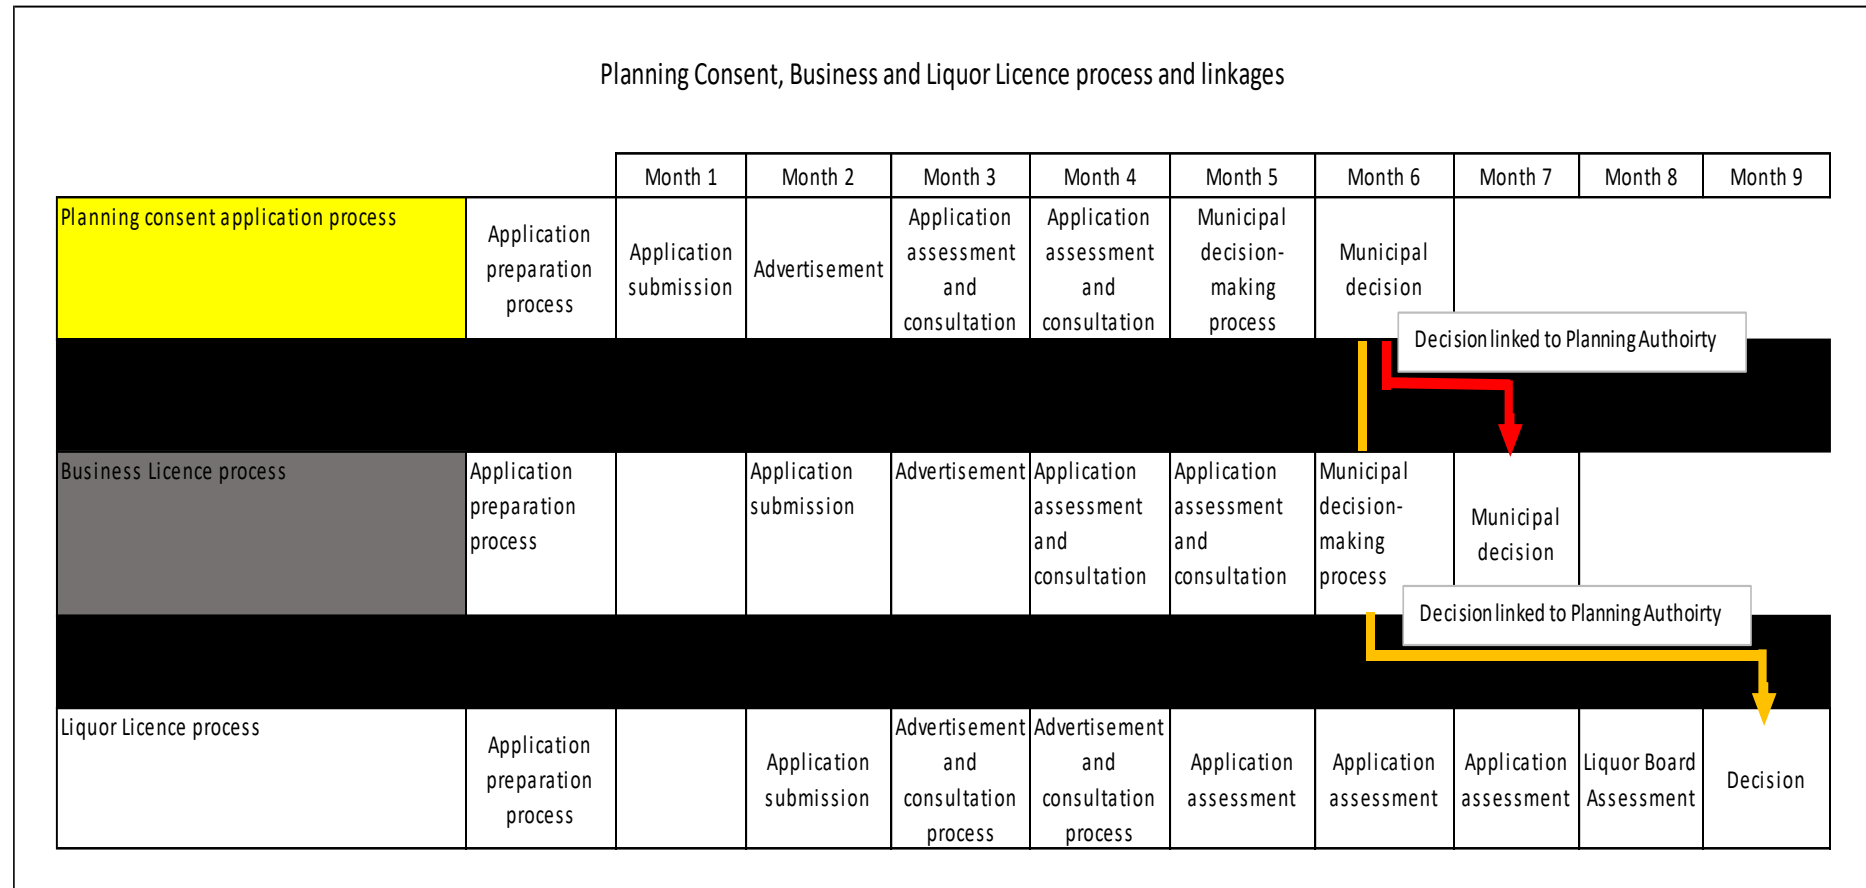 Planning Consent, Business and Liquor Licence process and linkages
Month 1 Month 2 Month 3 Month 4 Month 5 Month 6 Month 7 Month 8 Month 9
Planning consent application process
Application
preparation
process
Application
submission
Advertisement
Application
assessment
and
consultation
Application
assessment
and
consultation
Municipal
decision-
making
process
Municipal
decision
Decision linked to Planning Authoirty
Business Licence process
Application
preparation
process
Application
submission
Advertisement
Application
assessment
and
consultation
Application
assessment
and
consultation
Municipal
decision-
making
process
Municipal
decision
Decision linked to Planning Authoirty
Liquor Licence process
Application
preparation
process
Application
submission
Advertisement
and
consultation
process
Advertisement
and
consultation
process
Application
assessment
Application
assessment
Application
assessment
Liquor Board
Assessment
Decision